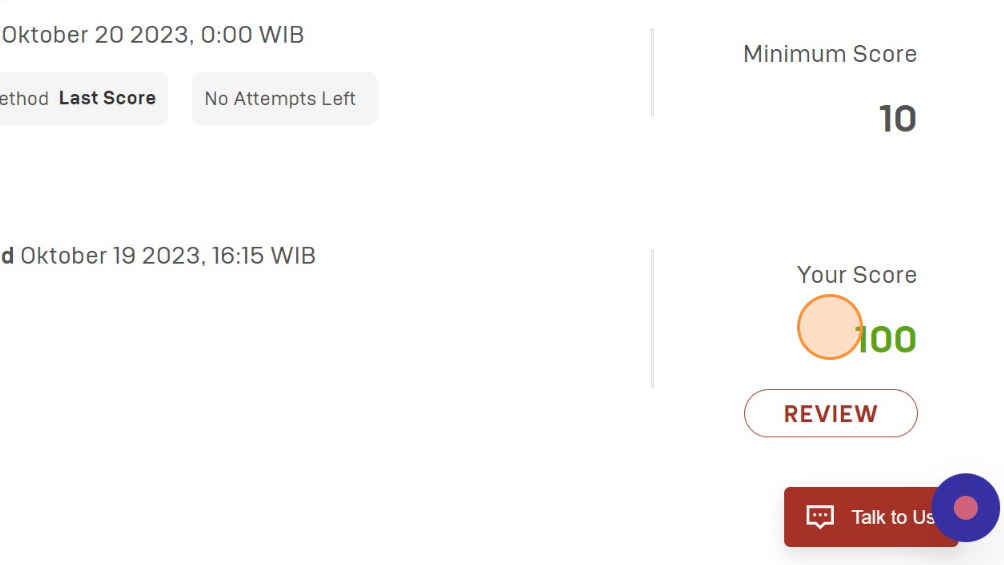 Oktober 20 2023, 0:00 WIB
Minimum Score
ethod Last Score
No Attempts Left
10
d Oktober 19 2023, 16:15 WIB
Your Score
100
REVIEW
Talk to Us